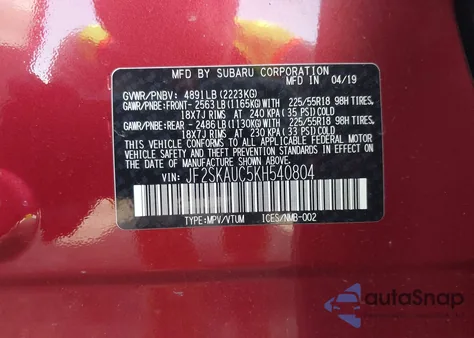 MFD. BY SUBARU CORPORATION 04/19
GVWR/PNBV: 4891LB (2223KG)
GAWR/PNBE:FRONT- 2563LB(1165KG)WITH 225/55R18 98H TIRES,
18X7J RIMS AT 240 KPA( 35 PSI)COLD
GAWR/PNBE:REAR - 2486LB(1130KG)WITH 225/55R18 98H TIRES,
18X7J RIMS AT 230 KPA( 33 PSI)COLD
THIS VEHICLE CONFORMS TO ALL APPLICABLE FEDERAL MOTOR
VEHICLE SAFETY, BUMPER, AND THEFT PREVENTION STANDARDS IN EFFECT ON
THE DATE OF MANUFACTURE SHOWN ABOVE.
VEHICLE IDENTIFICATION NO.: JF2SKAUC5KH540804
TYPE:MPV/VTUM ICES/NMB-002
autoSnap